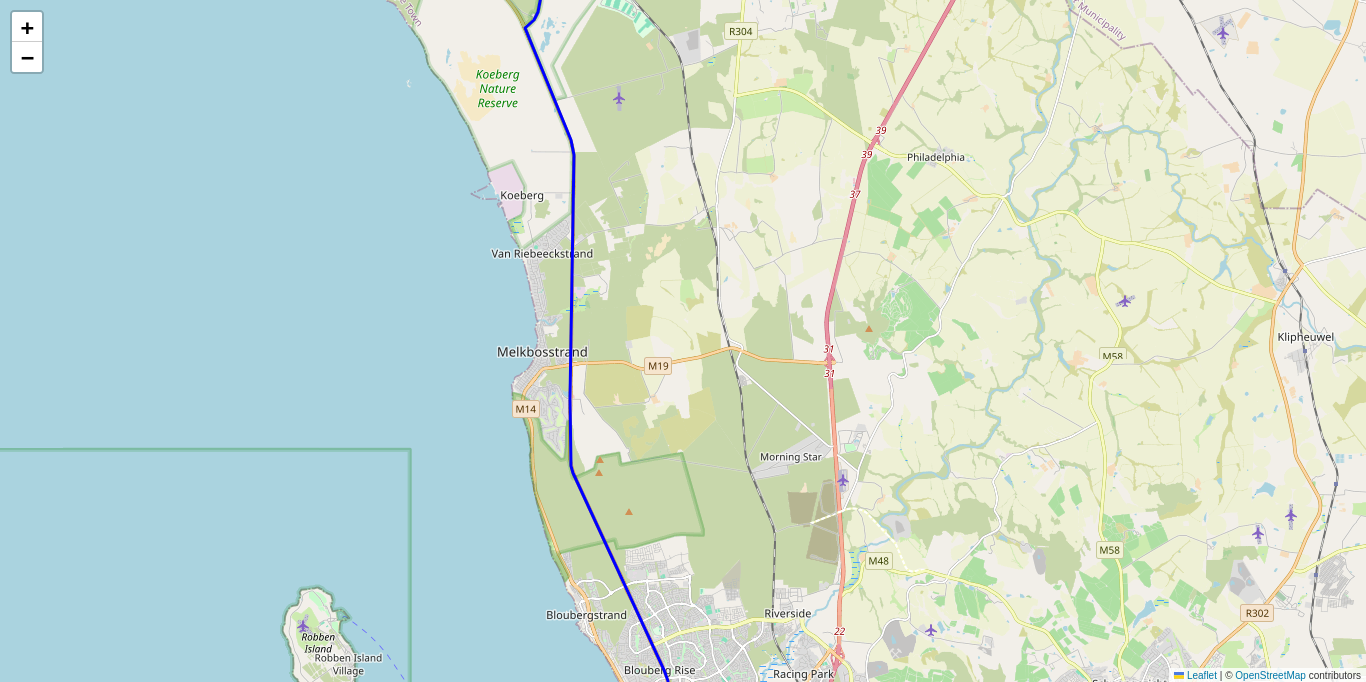 +
−
Town
Municipality
R304
Koeberg
Nature
Reserve
39
39
Philadelphia
37
Koeberg
Van Riebeeckstrand
Klipheuwel
31
Melkbosstrand
M58
M19
31
M14
Morning Star
M58
M48
Riverside
R302
Bloubergstrand
22
Robben
Island
Robben Island
Village
Blouberg Rise
Racing Park
Leaflet | © OpenStreetMap contributors